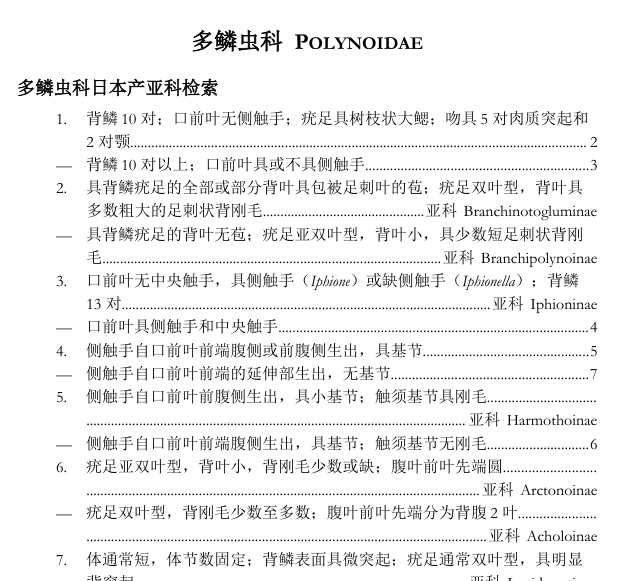 多鳞虫科 POLYNOIDAE
多鳞虫科日本产亚科检索
1. 背鳞 10 对；口前叶无侧触手；疣足具树枝状大鳃；吻具 5 对肉质突起和
2 对颚........................................................................................................ 2
— 背鳞 10 对以上；口前叶具或不具侧触手......................................................3
2. 具背鳞疣足的全部或部分背叶具包被足刺叶的苞；疣足双叶型，背叶具
多数粗大的足刺状背刚毛.......................................亚科 Branchinotogluminae
— 具背鳞疣足的背叶无苞；疣足亚双叶型，背叶小，具少数短足刺状背刚
毛..................................................................................亚科 Branchipolynoinae
3. 口前叶无中央触手，具侧触手（Iphione）或缺侧触手（Iphionella）；背鳞
13 对.........................................................................................亚科 Iphioninae
— 口前叶具侧触手和中央触手...........................................................................4
4. 侧触手自口前叶前端腹侧或前腹侧生出，具基节.........................................5
— 侧触手自口前叶前端的延伸部生出，无基节.................................................7
5. 侧触手自口前叶前腹侧生出，具小基节；触须基节具刚毛..........................
............................................................................................亚科 Harmothoinae
— 侧触手自口前叶前端腹侧生出，具基节；触须基节无刚毛..........................6
6. 疣足亚双叶型，背叶小，背刚毛少数或缺；腹叶前叶先端圆.......................
...............................................................................................亚科 Arctonoinae
— 疣足双叶型，背刚毛少数至多数；腹叶前叶先端分为背腹 2 叶...................
.................................................................................................亚科 Acholoinae
7. 体通常短，体节数固定；背鳞表面具微突起；疣足通常双叶型，具明显